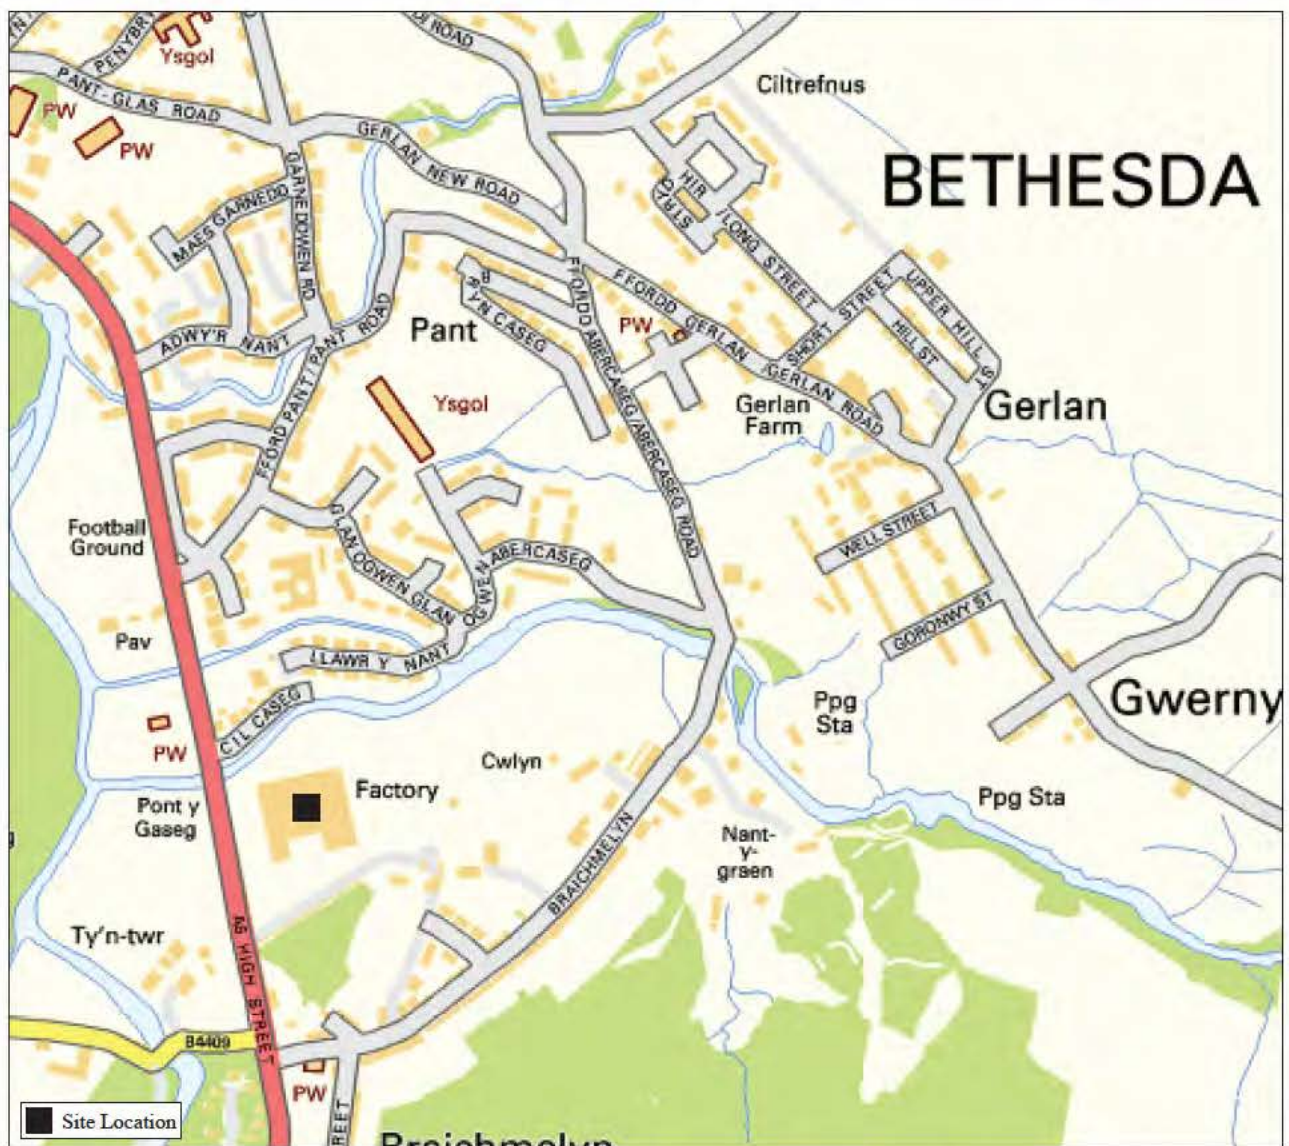 PENYBRY
Ysgol
DI ROAD
Ciltrefnus
PANT-GLAS ROAD
PW
PW
GERLAN NEW ROAD
BETHESDA
HIR
STRYD
/LONG STREET
MAES GARNEDD
GARNEDDWEN RD
FFORDD GERLAN
/GERLAN ROAD
SHORT STREET
UPPER HILL ST
HILL ST
ADWY'R NANT
Pant
BRYN CASEG
PW
FFORDD ABERCASEG/ABERCASEG ROAD
FFORD PANT/PANT ROAD
Ysgol
Gerlan
Farm
Gerlan
Football
Ground
GLAN OGWEN
GLAN OGWEN
ABERCASEG
WELL STREET
GORONWY ST
Pav
LLAWR Y NANT
CIL CASEG
PW
Ppg
Sta
Gwerny
Cwlyn
Factory
Pont y
Gaseg
Ppg Sta
Nant-
y-
graen
BRAICHMELYN
Ty'n-twr
A5 HIGH STREET
B4409
PW
REET
Site Location
Braichmelyn